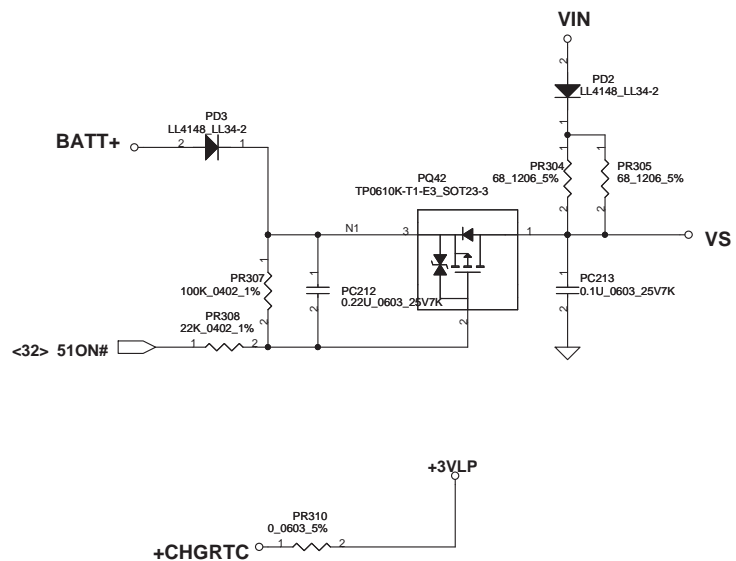 VIN
2
PD2
LL4148_LL34-2
1
PD3
LL4148_LL34-2
BATT+
2
1
1
1
PR304
68_1206_5%
PR305
68_1206_5%
2
2
PQ42
TP0610K-T1-E3_SOT23-3
N1
3
1
VS
1
PR307
100K_0402_1%
2
1
PC212
0.22U_0603_25V7K
2
2
1
PC213
0.1U_0603_25V7K
2
PR308
22K_0402_1%
<32> 51ON#
1
2
+3VLP
PR310
0_0603_5%
+CHGRTC
1
2